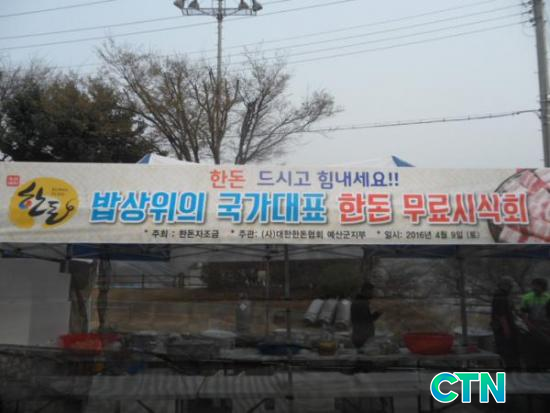 한돈 드시고 힘내세요!!
한돈
밥상위의 국가대표 한돈 무료시식회
* 주최 : 한돈자조금 * 주관: (사)대한한돈협회 예산군지부 * 일시: 2016년 4월 9일 (토)
CTN